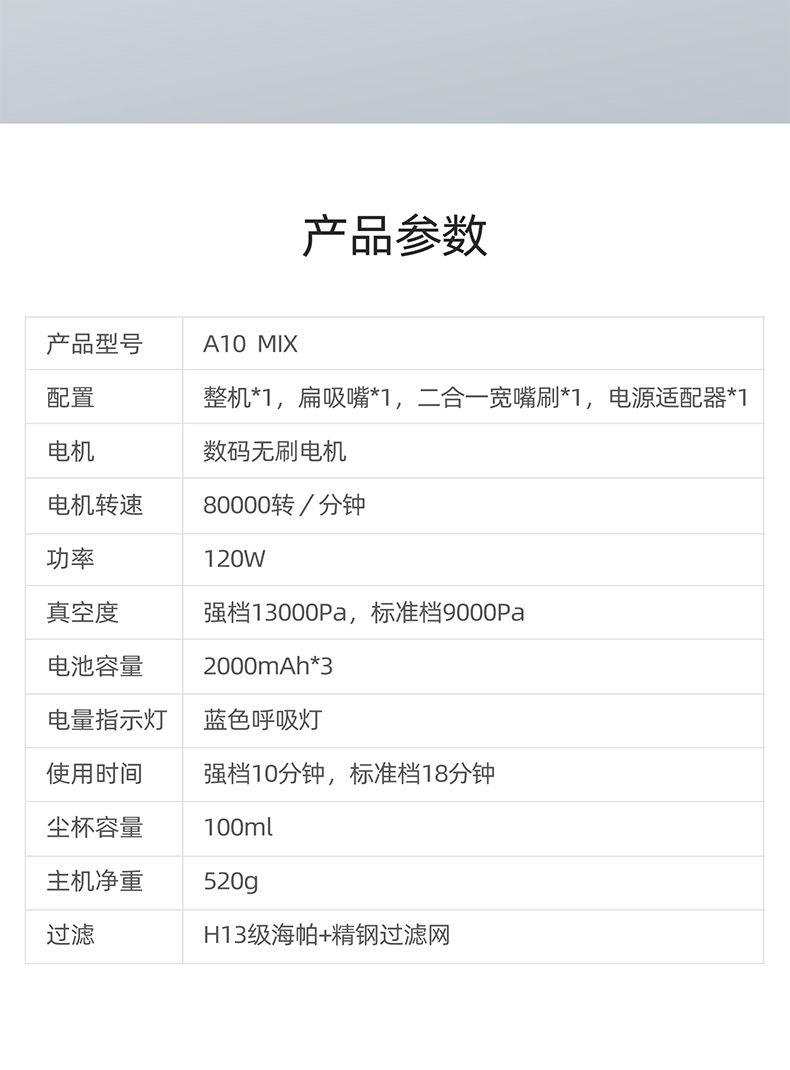 产品参数
产品型号 A10 MIX
配置 整机*1，扁吸嘴*1，二合一宽嘴刷*1，电源适配器*1
电机 数码无刷电机
电机转速 80000转／分钟
功率 120W
真空度 强档13000Pa，标准档9000Pa
电池容量 2000mAh*3
电量指示灯 蓝色呼吸灯
使用时间 强档10分钟，标准档18分钟
尘杯容量 100ml
主机净重 520g
过滤 H13级海帕+精钢过滤网